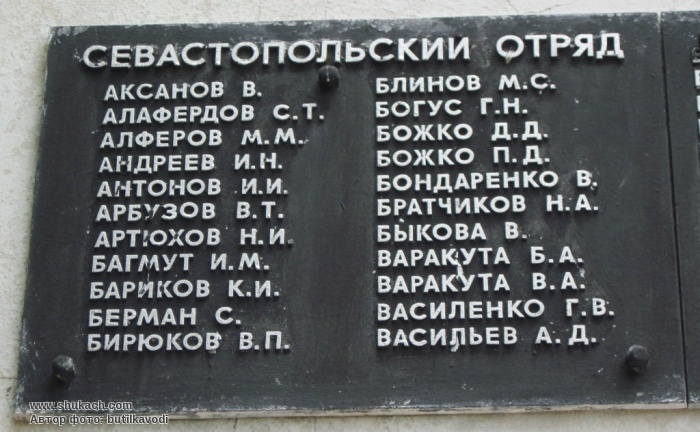 СЕВАСТОПОЛЬСКИЙ ОТРЯД
АКСАНОВ В.
АЛАФЕРДОВ С.Т.
АЛФЕРОВ М.М.
АНДРЕЕВ И.Н.
АНТОНОВ И.И.
АРБУЗОВ В.Т.
АРТЮХОВ Н.И.
БАГМУТ И.М.
БАРИКОВ К.И.
БЕРМАН С.
БИРЮКОВ В.П.
БЛИНОВ М.С.
БОГУС Г.Н.
БОЖКО Д.Д.
БОЖКО П.Д.
БОНДАРЕНКО В.
БРАТЧИКОВ Н.А.
БЫКОВА В.
ВАРАКУТА Б.А.
ВАРАКУТА В.А.
ВАСИЛЕНКО Г.В.
ВАСИЛЬЕВ А.Д.
www.shukach.com
Автор фото: butilkavodi